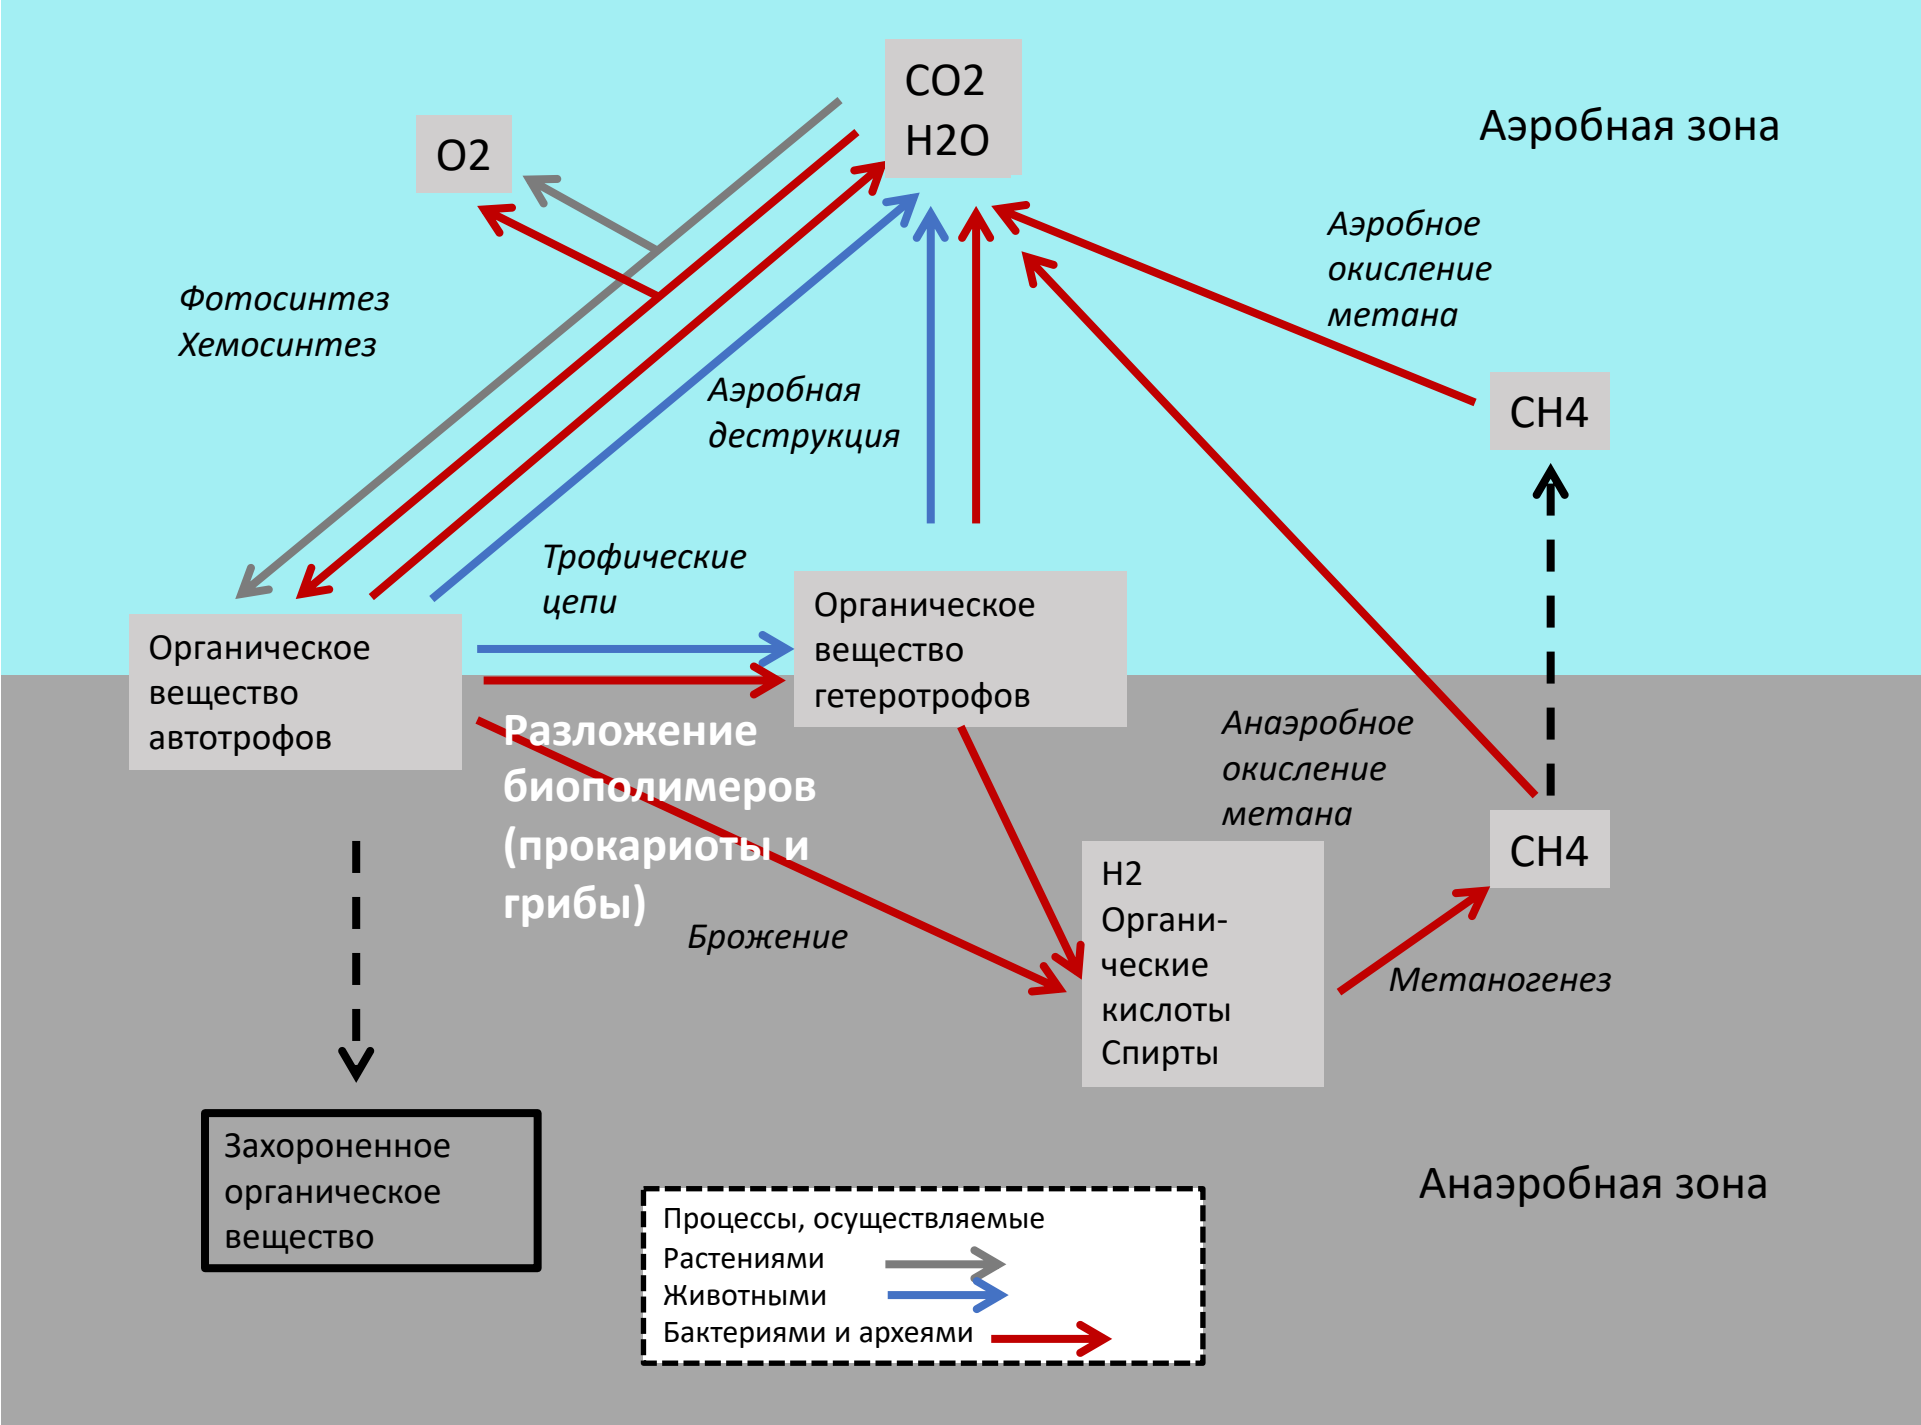 CO2
H2O
O2
Аэробная зона
Аэробное
окисление
метана
Фотосинтез
Хемосинтез
Аэробная
деструкция
CH4
Трофические
цепи
Органическое
вещество
автотрофов
Органическое
вещество
гетеротрофов
Разложение
биополимеров
(прокариоты и
грибы)
Анаэробное
окисление
метана
CH4
H2
Органи-
ческие
кислоты
Спирты
Брожение
Метаногенез
Захороненное
органическое
вещество
Анаэробная зона
Процессы, осуществляемые
Растениями
Животными
Бактериями и археями